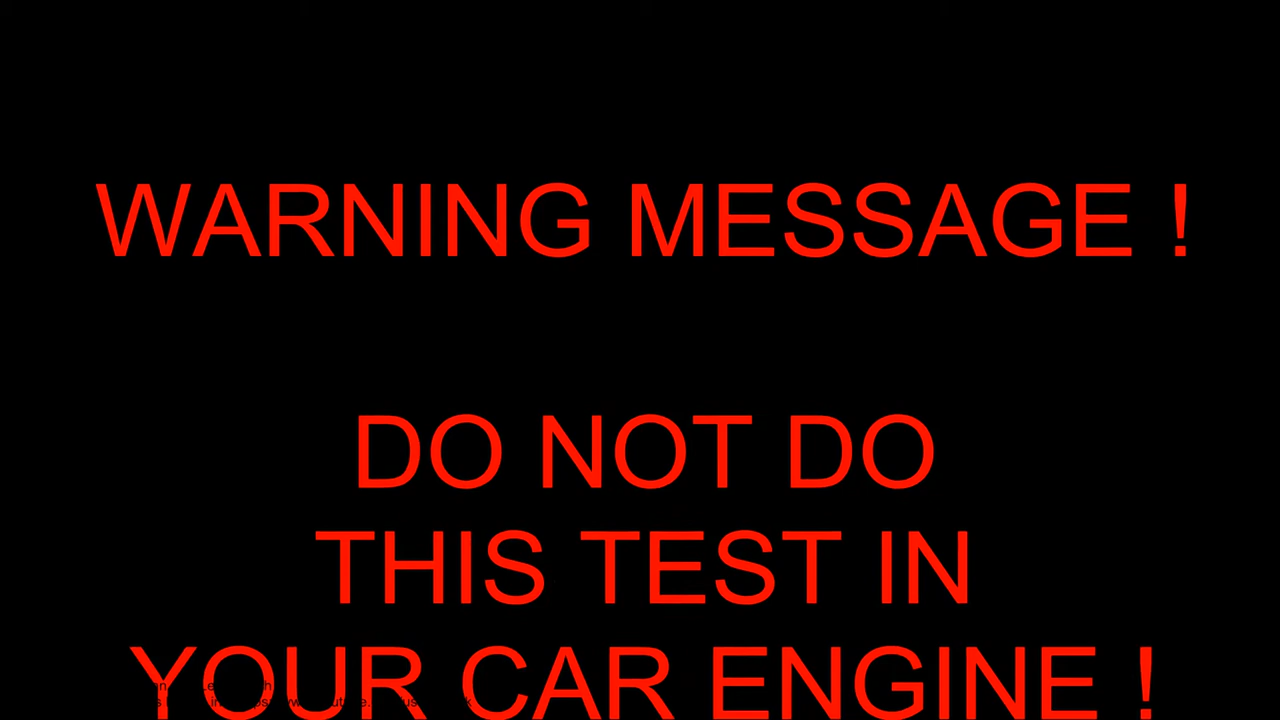 WARNING MESSAGE !
DO NOT DO
THIS TEST IN
YOUR CAR ENGINE !